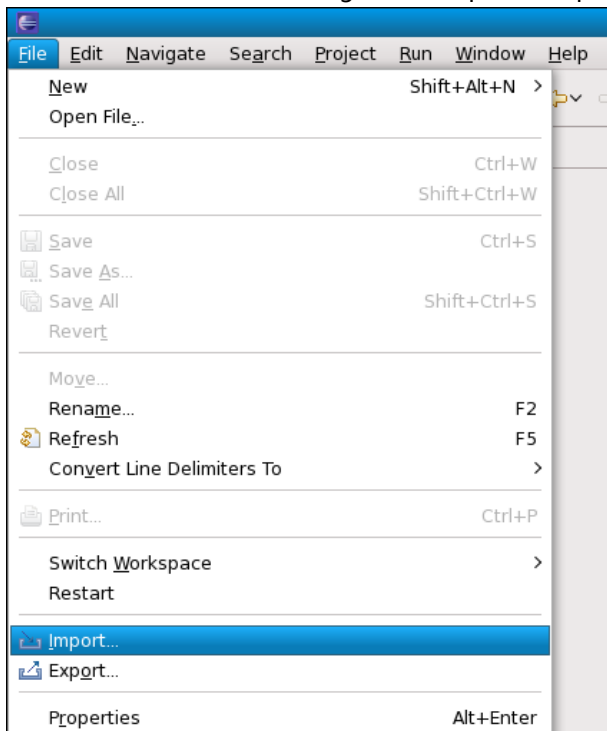 File Edit Navigate Search Project Run Window Help
New Shift+Alt+N >
Open File...
Close Ctrl+W
Close All Shift+Ctrl+W
Save Ctrl+S
Save As...
Save All Shift+Ctrl+S
Revert
Move...
Rename... F2
Refresh F5
Convert Line Delimiters To >
Print... Ctrl+P
Switch Workspace >
Restart
Import...
Export...
Properties Alt+Enter